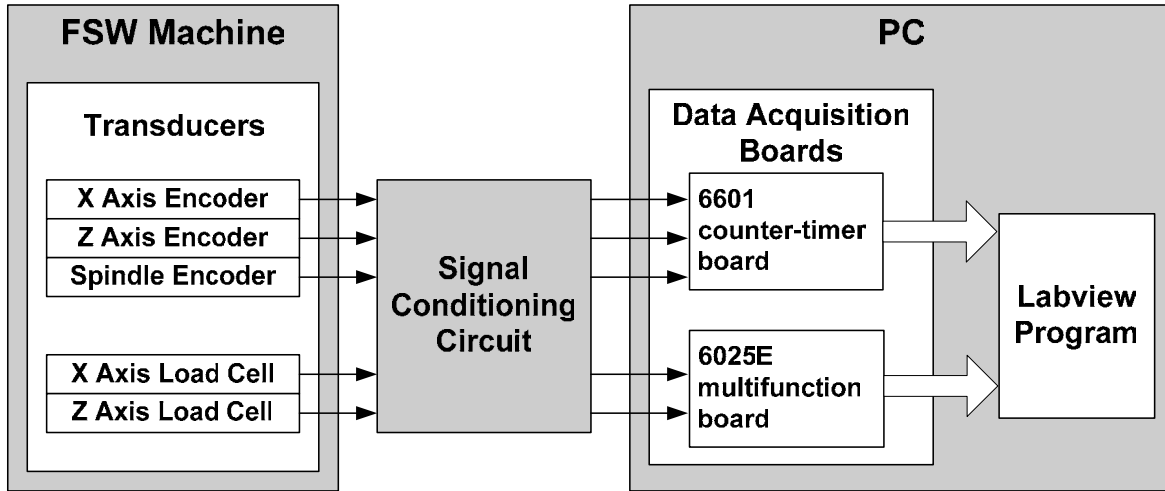 FSW Machine
Transducers
X Axis Encoder
Z Axis Encoder
Spindle Encoder
X Axis Load Cell
Z Axis Load Cell
Signal
Conditioning
Circuit
PC
Data Acquisition
Boards
6601
counter-timer
board
6025E
multifunction
board
Labview
Program